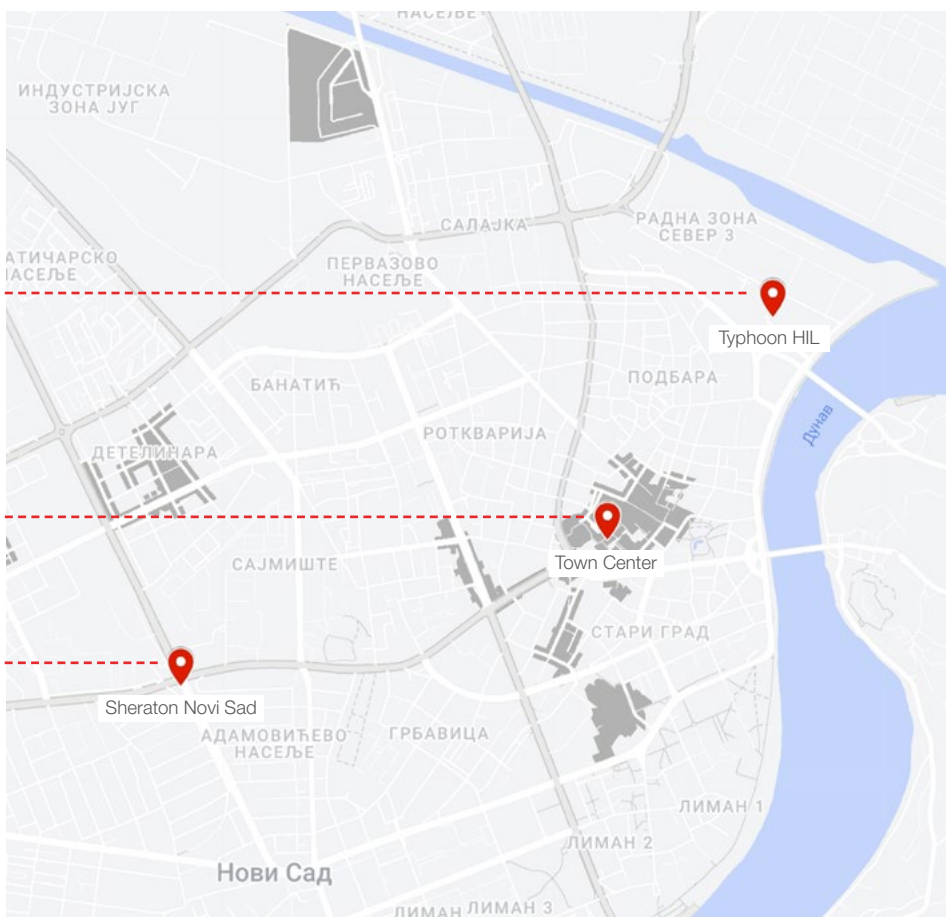 НАСЕЉЕ
ИНДУСТРИЈСКА
ЗОНА ЈУГ
САЛАЈКА
РАДНА ЗОНА
СЕВЕР 3
АТИЧАРСКО
НАСЕЉЕ
ПЕРВАЗОВО
НАСЕЉЕ
Typhoon HIL
ПОДБАРА
БАНАТИЋ
Дунав
РОТКВАРИЈА
ДЕТЕЛИНАРА
Town Center
САЈМИШТЕ
СТАРИ ГРАД
Sheraton Novi Sad
АДАМОВИЋЕВО
НАСЕЉЕ
ГРБАВИЦА
ЛИМАН 1
ЛИМАН 2
Нови Сад
ЛИМАН
ЛИМАН 3